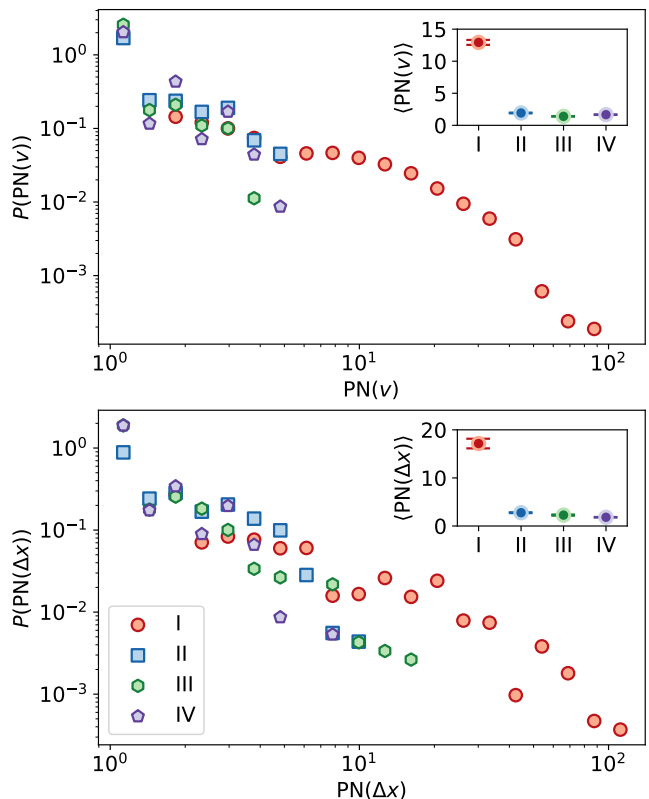 P(PN(v))
10⁰
10⁻¹
10⁻²
10⁻³
10⁰ 10¹ 10²
PN(v)
⟨PN(v)⟩
15
10
5
0
I II III IV
P(PN(Δx))
10⁰
10⁻¹
10⁻²
10⁻³
10⁰ 10¹ 10²
PN(Δx)
⟨PN(Δx)⟩
20
10
0
I II III IV
I
II
III
IV